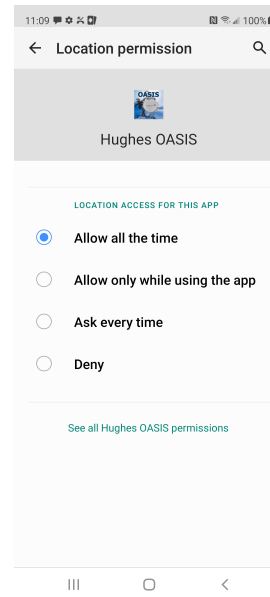 11:09 100%
Location permission
OASIS
Hughes OASIS
LOCATION ACCESS FOR THIS APP
Allow all the time
Allow only while using the app
Ask every time
Deny
See all Hughes OASIS permissions